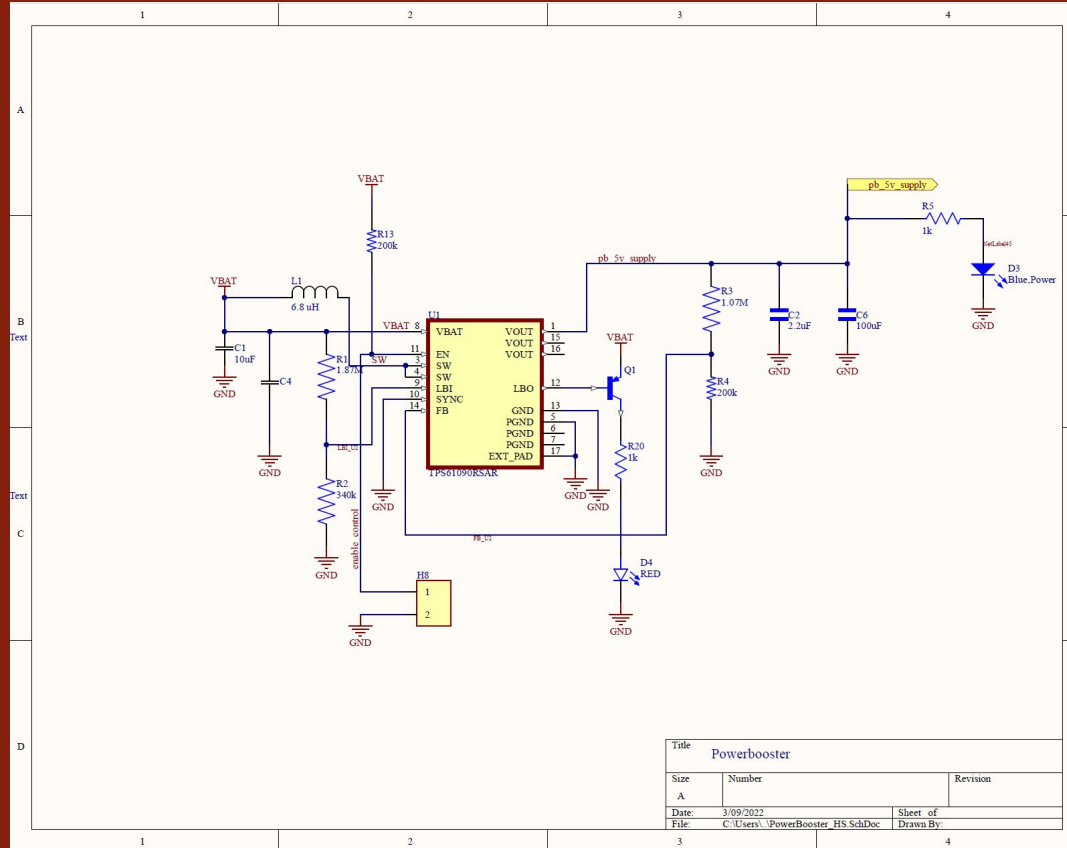 1 2 3 4
A
B
C
D
Text
Text
VBAT
R13
200k
VBAT
L1
6.8 uH
C1
10uF
GND
C4
GND
R1
1.87M
LBI_U2
R2
340k
GND
SW
VBAT 8
11
3
4
9
10
14
U1
VBAT
EN
SW
SW
LBI
SYNC
FB
VOUT 1
VOUT 15
VOUT 16
LBO 12
GND 13
PGND 5
PGND 6
PGND 7
EXT_PAD 17
TPS61090RSAR
GND
GND
GND
FB_U2
enable_control
H8
1
2
GND
pb_5v_supply
VBAT
Q1
R20
1k
D4
RED
GND
R3
1.07M
R4
200k
GND
C2
2.2uF
GND
C6
100uF
GND
pb_5v_supply
R5
1k
NetLabel45
D3
Blue,Power
GND
Title
Powerbooster
Size
A
Number
Revision
Date: 3/09/2022 Sheet of
File: C:\Users\..\PowerBooster_HS.SchDoc Drawn By:
1 2 3 4